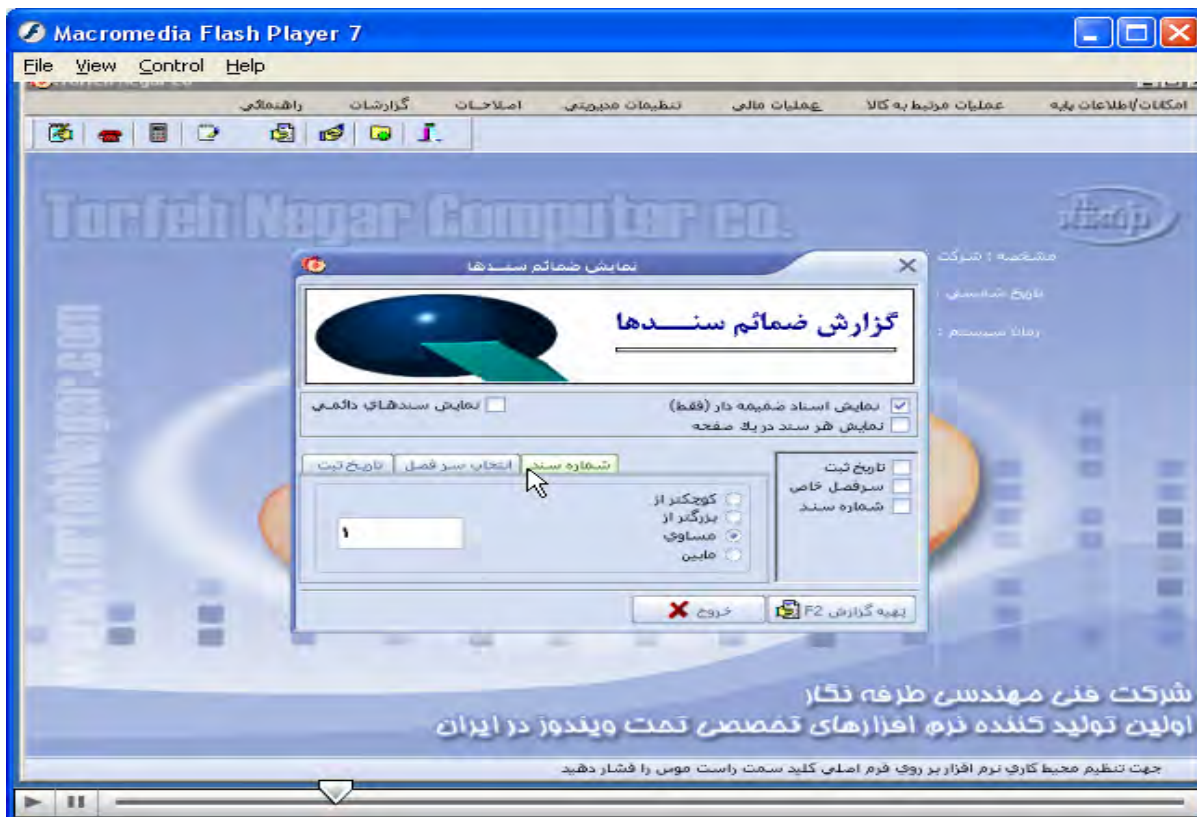 Macromedia Flash Player 7
File View Control Help
امکانات/اطلاعات پایه عملیات مرتبط به کالا عملیات مالی تنظیمات مدیریتی اصلاحات گزارشات راهنمائی
Torfeh Negar Computer co.
مشخصه : شرکت
تاریخ شمسی :
زمان سیستم :
نمایش ضمائم سندها
گزارش ضمائم سندها
نمایش اسناد ضمیمه دار (فقط) نمایش سندهای دائمی
نمایش هر سند در یک صفحه
شماره سند انتخاب سر فصل تاریخ ثبت
تاریخ ثبت
سرفصل خاص
شماره سند
کوچکتر از
بزرگتر از
مساوی
مابین
۱
تهیه گزارش F2 خروج
شرکت فنی مهندسی طرفه نگار
اولین تولید کننده نرم افزارهای تخصصی تحت ویندوز در ایران
جهت تنظیم محیط کاری نرم افزار بر روی فرم اصلی کلید سمت راست موس را فشار دهید